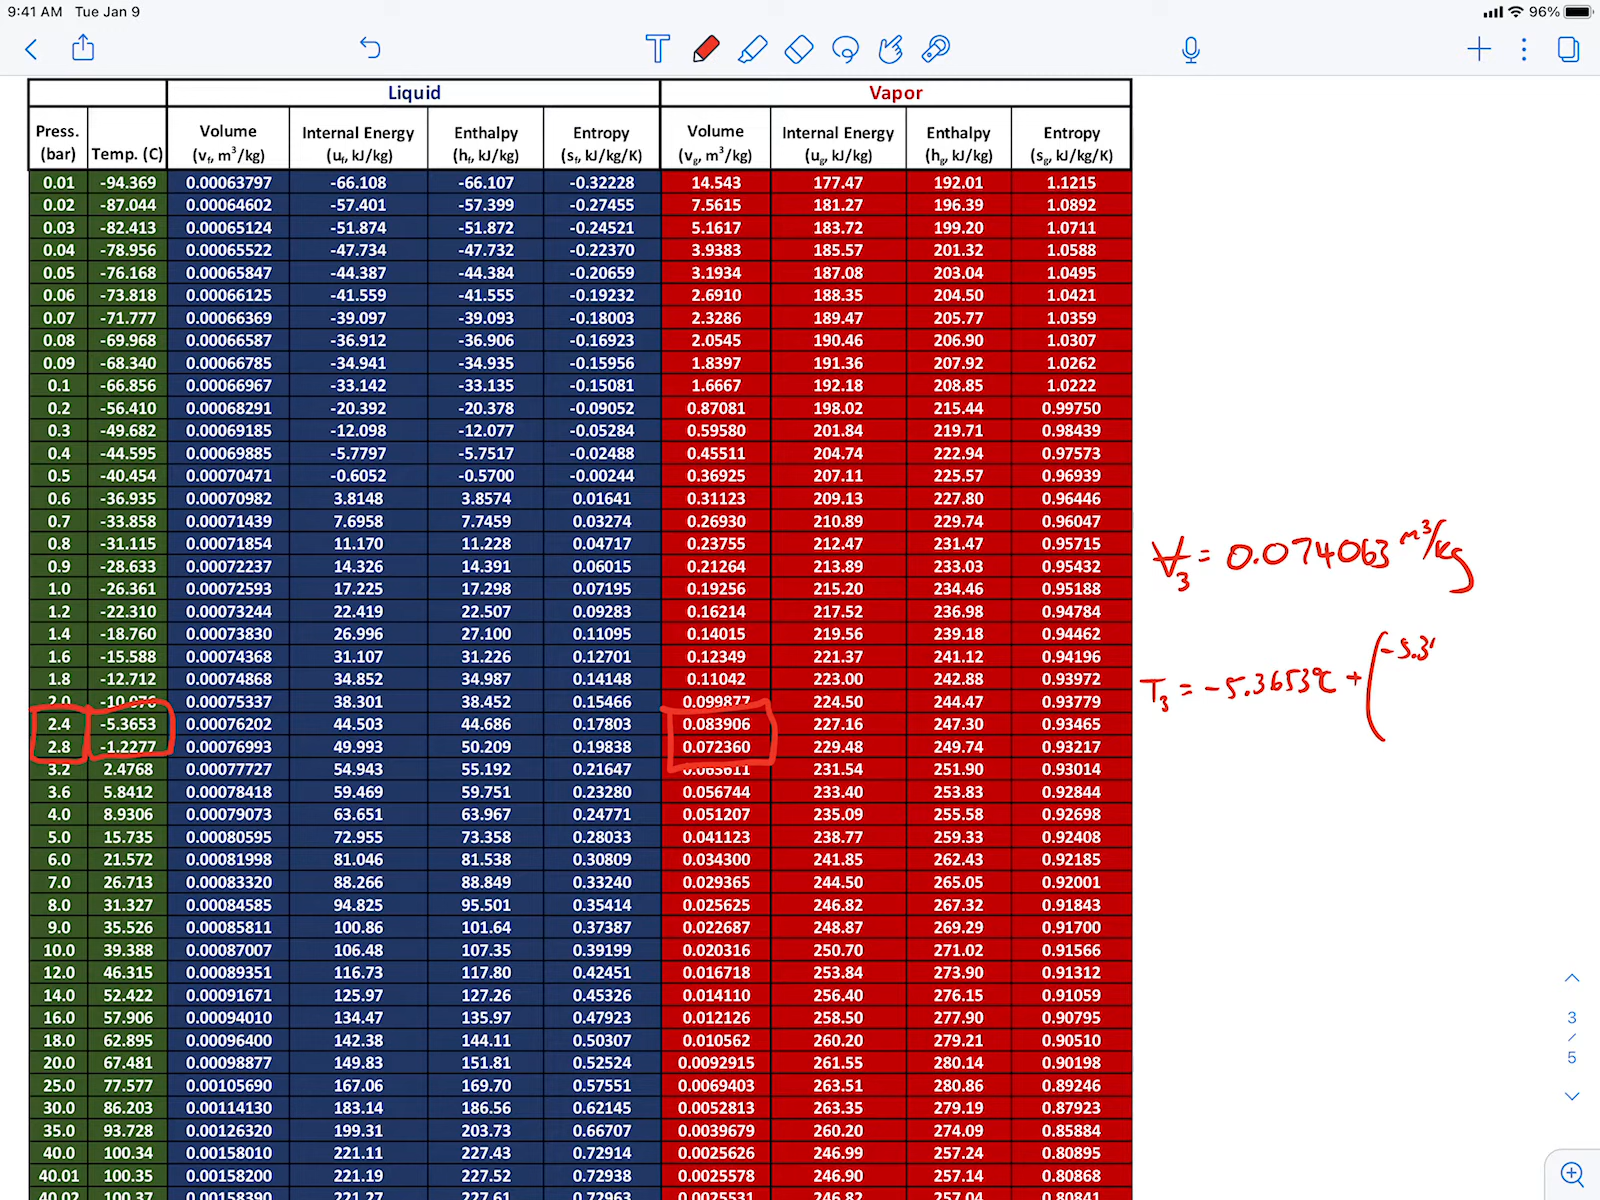 9:41 AM Tue Jan 9
96%
Liquid Vapor
Press. (bar) Temp. (C) Volume (vf, m³/kg) Internal Energy (uf, kJ/kg) Enthalpy (hf, kJ/kg) Entropy (sf, kJ/kg/K) Volume (vg, m³/kg) Internal Energy (ug, kJ/kg) Enthalpy (hg, kJ/kg) Entropy (sg, kJ/kg/K)
0.01 -94.369 0.00063797 -66.108 -66.107 -0.32228 14.543 177.47 192.01 1.1215
0.02 -87.044 0.00064602 -57.401 -57.399 -0.27455 7.5615 181.27 196.39 1.0892
0.03 -82.413 0.00065124 -51.874 -51.872 -0.24521 5.1617 183.72 199.20 1.0711
0.04 -78.956 0.00065522 -47.734 -47.732 -0.22370 3.9383 185.57 201.32 1.0588
0.05 -76.168 0.00065847 -44.387 -44.384 -0.20659 3.1934 187.08 203.04 1.0495
0.06 -73.818 0.00066125 -41.559 -41.555 -0.19232 2.6910 188.35 204.50 1.0421
0.07 -71.777 0.00066369 -39.097 -39.093 -0.18003 2.3286 189.47 205.77 1.0359
0.08 -69.968 0.00066587 -36.912 -36.906 -0.16923 2.0545 190.46 206.90 1.0307
0.09 -68.340 0.00066785 -34.941 -34.935 -0.15956 1.8397 191.36 207.92 1.0262
0.1 -66.856 0.00066967 -33.142 -33.135 -0.15081 1.6667 192.18 208.85 1.0222
0.2 -56.410 0.00068291 -20.392 -20.378 -0.09052 0.87081 198.02 215.44 0.99750
0.3 -49.682 0.00069185 -12.098 -12.077 -0.05284 0.59580 201.84 219.71 0.98439
0.4 -44.595 0.00069885 -5.7797 -5.7517 -0.02488 0.45511 204.74 222.94 0.97573
0.5 -40.454 0.00070471 -0.6052 -0.5700 -0.00244 0.36925 207.11 225.57 0.96939
0.6 -36.935 0.00070982 3.8148 3.8574 0.01641 0.31123 209.13 227.80 0.96446
0.7 -33.858 0.00071439 7.6958 7.7459 0.03274 0.26930 210.89 229.74 0.96047
0.8 -31.115 0.00071854 11.170 11.228 0.04717 0.23755 212.47 231.47 0.95715
0.9 -28.633 0.00072237 14.326 14.391 0.06015 0.21264 213.89 233.03 0.95432
1.0 -26.361 0.00072593 17.225 17.298 0.07195 0.19256 215.20 234.46 0.95188
1.2 -22.310 0.00073244 22.419 22.507 0.09283 0.16214 217.52 236.98 0.94784
1.4 -18.760 0.00073830 26.996 27.100 0.11095 0.14015 219.56 239.18 0.94462
1.6 -15.588 0.00074368 31.107 31.226 0.12701 0.12349 221.37 241.12 0.94196
1.8 -12.712 0.00074868 34.852 34.987 0.14148 0.11042 223.00 242.88 0.93972
2.0 0.00075337 38.301 38.452 0.15466 0.099877 224.50 244.47 0.93779
2.4 -5.3653 0.00076202 44.503 44.686 0.17803 0.083906 227.16 247.30 0.93465
2.8 -1.2277 0.00076993 49.993 50.209 0.19838 0.072360 229.48 249.74 0.93217
3.2 2.4768 0.00077727 54.943 55.192 0.21647 231.54 251.90 0.93014
3.6 5.8412 0.00078418 59.469 59.751 0.23280 0.056744 233.40 253.83 0.92844
4.0 8.9306 0.00079073 63.651 63.967 0.24771 0.051207 235.09 255.58 0.92698
5.0 15.735 0.00080595 72.955 73.358 0.28033 0.041123 238.77 259.33 0.92408
6.0 21.572 0.00081998 81.046 81.538 0.30809 0.034300 241.85 262.43 0.92185
7.0 26.713 0.00083320 88.266 88.849 0.33240 0.029365 244.50 265.05 0.92001
8.0 31.327 0.00084585 94.825 95.501 0.35414 0.025625 246.82 267.32 0.91843
9.0 35.526 0.00085811 100.86 101.64 0.37387 0.022687 248.87 269.29 0.91700
10.0 39.388 0.00087007 106.48 107.35 0.39199 0.020316 250.70 271.02 0.91566
12.0 46.315 0.00089351 116.73 117.80 0.42451 0.016718 253.84 273.90 0.91312
14.0 52.422 0.00091671 125.97 127.26 0.45326 0.014110 256.40 276.15 0.91059
16.0 57.906 0.00094010 134.47 135.97 0.47923 0.012126 258.50 277.90 0.90795
18.0 62.895 0.00096400 142.38 144.11 0.50307 0.010562 260.20 279.21 0.90510
20.0 67.481 0.00098877 149.83 151.81 0.52524 0.0092915 261.55 280.14 0.90198
25.0 77.577 0.00105690 167.06 169.70 0.57551 0.0069403 263.51 280.86 0.89246
30.0 86.203 0.00114130 183.14 186.56 0.62145 0.0052813 263.35 279.19 0.87923
35.0 93.728 0.00126320 199.31 203.73 0.66707 0.0039679 260.20 274.09 0.85884
40.0 100.34 0.00158010 221.11 227.43 0.72914 0.0025626 246.99 257.24 0.80895
40.01 100.35 0.00158200 221.19 227.52 0.72938 0.0025578 246.90 257.14 0.80868
40.02 100.37 0.00158390 221.27 227.61 0.72963 0.0025531 246.82 257.04 0.80841
V3 = 0.074063 m³/kg
T3 = -5.3653°C + ( -5.3
3 / 5